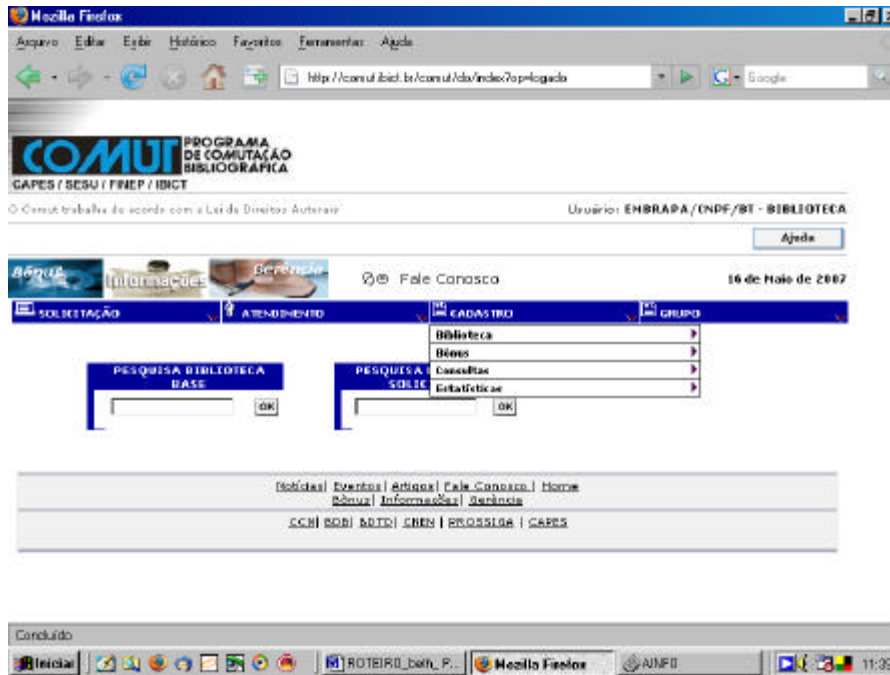 Mozilla Firefox
Arquivo Editar Exibir Histórico Favoritos Ferramentas Ajuda
http://comut.ibict.br/comut/do/index?op=logado
Google
COMUT PROGRAMA
DE COMUTAÇÃO
BIBLIOGRÁFICA
CAPES / SESU / FINEP / IBICT
O Comut trabalha de acordo com a Lei de Direitos Autorais
Usuário: EMBRAPA/CNPF/BT - BIBLIOTECA
Ajuda
Bônus Informações Gerência Fale Conosco 16 de Maio de 2007
SOLICITAÇÃO ATENDIMENTO CADASTRO GRUPO
Biblioteca
Bônus
Consultas
Estatísticas
PESQUISA BIBLIOTECA
BASE
OK
PESQUISA
SOLIC
OK
Notícias| Eventos| Artigos| Fale Conosco | Home
Bônus| Informações| Gerência
CCN| BDB| BDTD| CREN | PROSSIGA | CAPES
Concluído
Iniciar ROTEIRO_beth_P... Mozilla Firefox AINFO 11:39